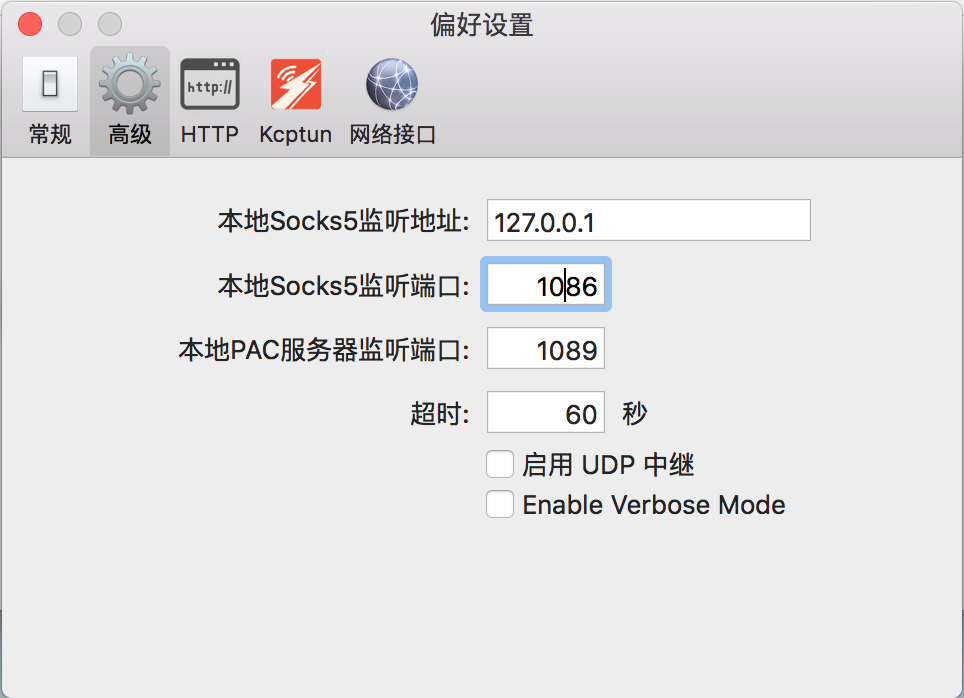 偏好设置
http://
常规 高级 HTTP Kcptun 网络接口
本地Socks5监听地址: 127.0.0.1
本地Socks5监听端口: 1086
本地PAC服务器监听端口: 1089
超时: 60 秒
启用 UDP 中继
Enable Verbose Mode